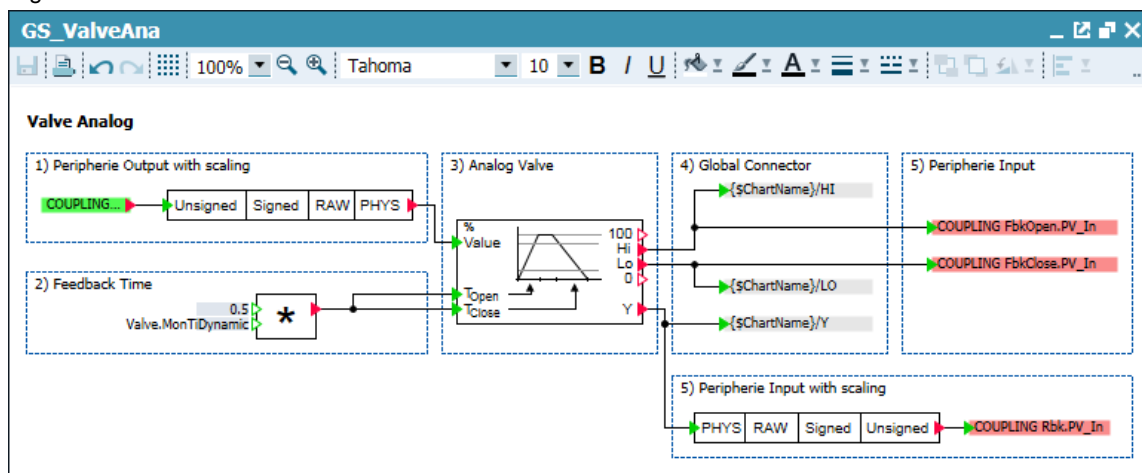 GS_ValveAna
100% Tahoma 10 B I U A
Valve Analog
1) Peripherie Output with scaling
COUPLING...
Unsigned Signed RAW PHYS
2) Feedback Time
0.5
Valve.MonTiDynamic
*
3) Analog Valve
%
Value
100
Hi
Lo
0
TOpen
TClose
Y
4) Global Connector
{$ChartName}/HI
{$ChartName}/LO
{$ChartName}/Y
5) Peripherie Input
COUPLING FbkOpen.PV_In
COUPLING FbkClose.PV_In
5) Peripherie Input with scaling
PHYS RAW Signed Unsigned
COUPLING Rbk.PV_In